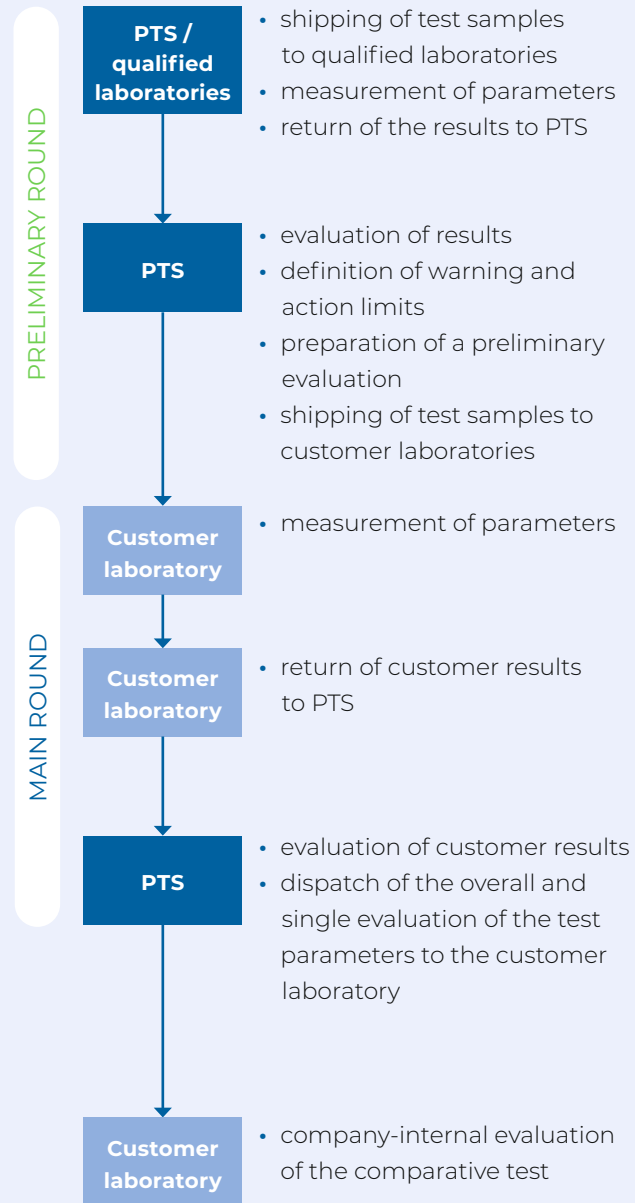 PRELIMINARY ROUND
PTS /
qualified
laboratories
• shipping of test samples
to qualified laboratories
• measurement of parameters
• return of the results to PTS
PTS
• evaluation of results
• definition of warning and
action limits
• preparation of a preliminary
evaluation
• shipping of test samples to
customer laboratories
MAIN ROUND
Customer
laboratory
• measurement of parameters
Customer
laboratory
• return of customer results
to PTS
PTS
• evaluation of customer results
• dispatch of the overall and
single evaluation of the test
parameters to the customer
laboratory
Customer
laboratory
• company-internal evaluation
of the comparative test